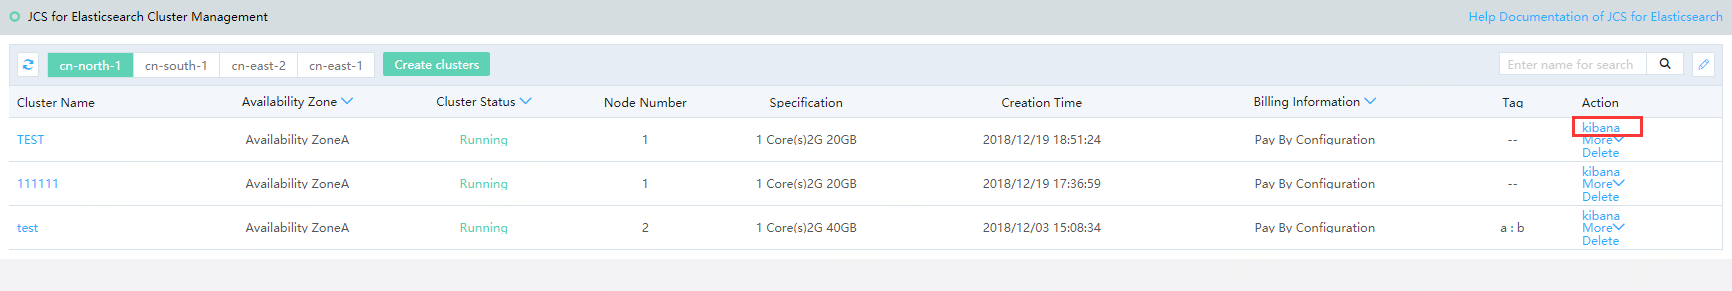 JCS for Elasticsearch Cluster Management
Help Documentation of JCS for Elasticsearch
cn-north-1 cn-south-1 cn-east-2 cn-east-1 Create clusters Enter name for search
Cluster Name Availability Zone Cluster Status Node Number Specification Creation Time Billing Information Tag Action
TEST Availability ZoneA Running 1 1 Core(s)2G 20GB 2018/12/19 18:51:24 Pay By Configuration -- kibana
More
Delete
111111 Availability ZoneA Running 1 1 Core(s)2G 20GB 2018/12/19 17:36:59 Pay By Configuration -- kibana
More
Delete
test Availability ZoneA Running 2 1 Core(s)2G 40GB 2018/12/03 15:08:34 Pay By Configuration a : b kibana
More
Delete